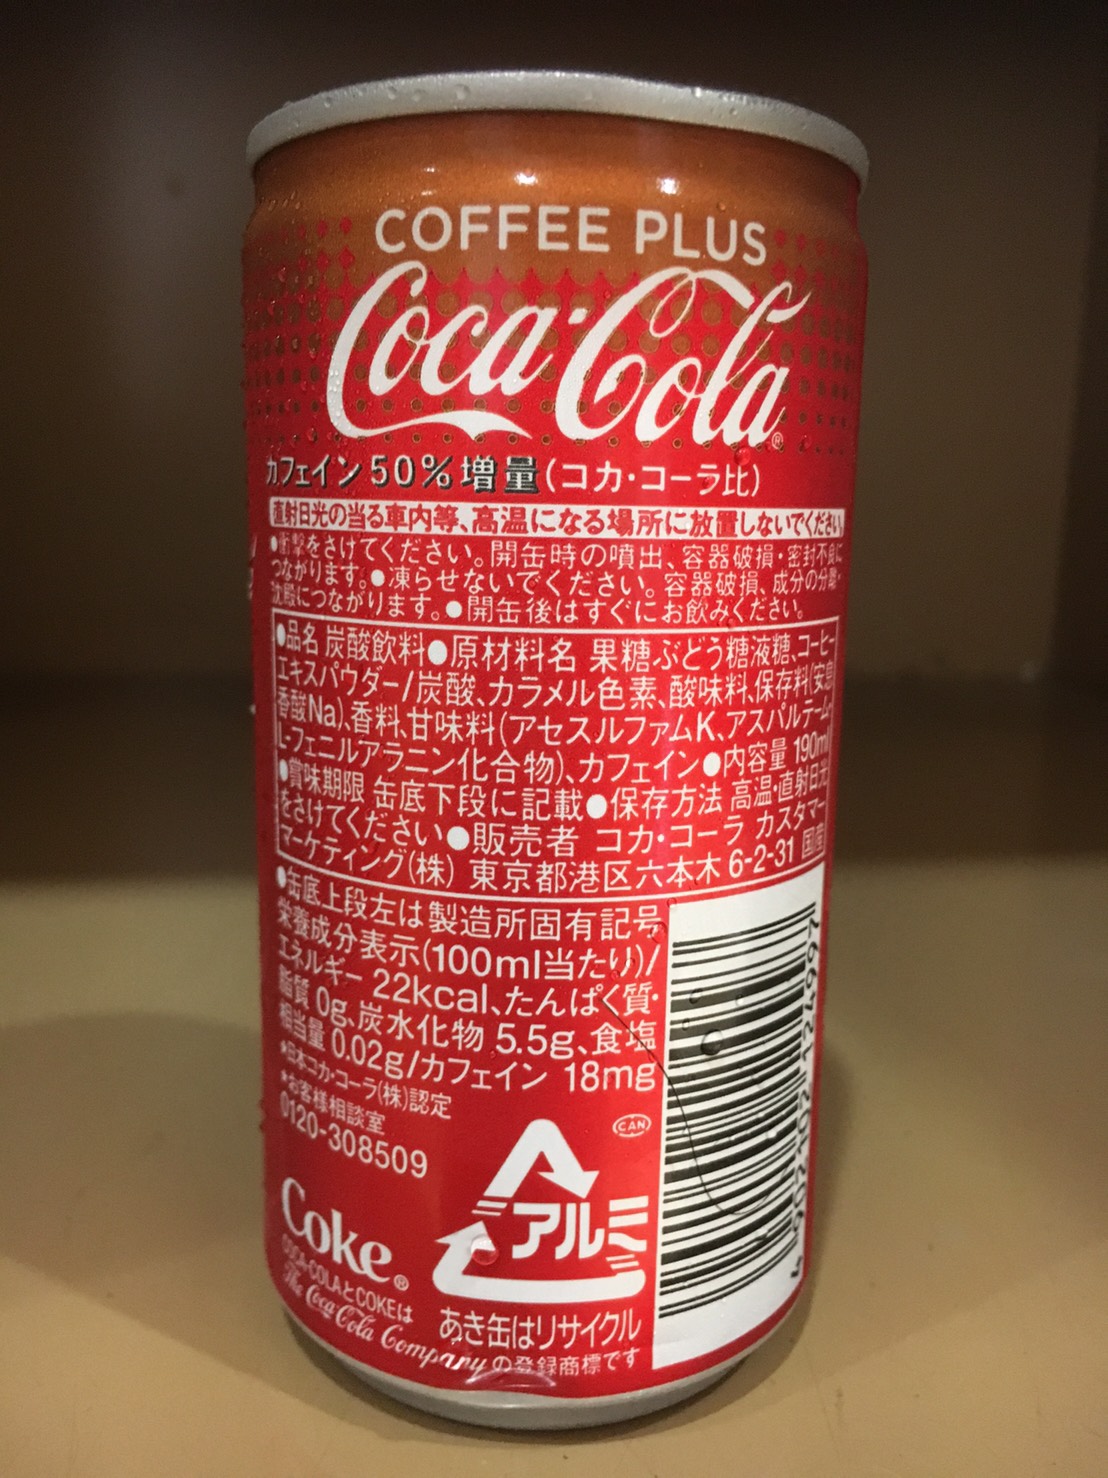 COFFEE PLUS
Coca-Cola®
カフェイン50%増量(コカ・コーラ比)
直射日光の当る車内等、高温になる場所に放置しないでください。
●衝撃をさけてください。開缶時の噴出、容器破損・密封不良に
つながります。●凍らせないでください。容器破損、成分の分離・
沈殿につながります。●開缶後はすぐにお飲みください。
●品名 炭酸飲料●原材料名 果糖ぶどう糖液糖、コーヒー
エキスパウダー/炭酸、カラメル色素、酸味料、保存料(安息
香酸Na)、香料、甘味料(アセスルファムK、アスパルテーム・
L-フェニルアラニン化合物)、カフェイン●内容量 190ml
●賞味期限 缶底下段に記載●保存方法 高温・直射日光
をさけてください●販売者 コカ・コーラ カスタマー
マーケティング(株) 東京都港区六本木6-2-31 国産
●缶底上段左は製造所固有記号
栄養成分表示(100ml当たり)/
エネルギー 22kcal、たんぱく質・
脂質 0g、炭水化物 5.5g、食塩
相当量 0.02g/カフェイン 18mg
*日本コカ・コーラ(株)認定
*お客様相談室
0120-308509
CAN
アルミ
Coke®
COCA-COLAとCOKEは
The Coca-Cola Companyの登録商標です
あき缶はリサイクル